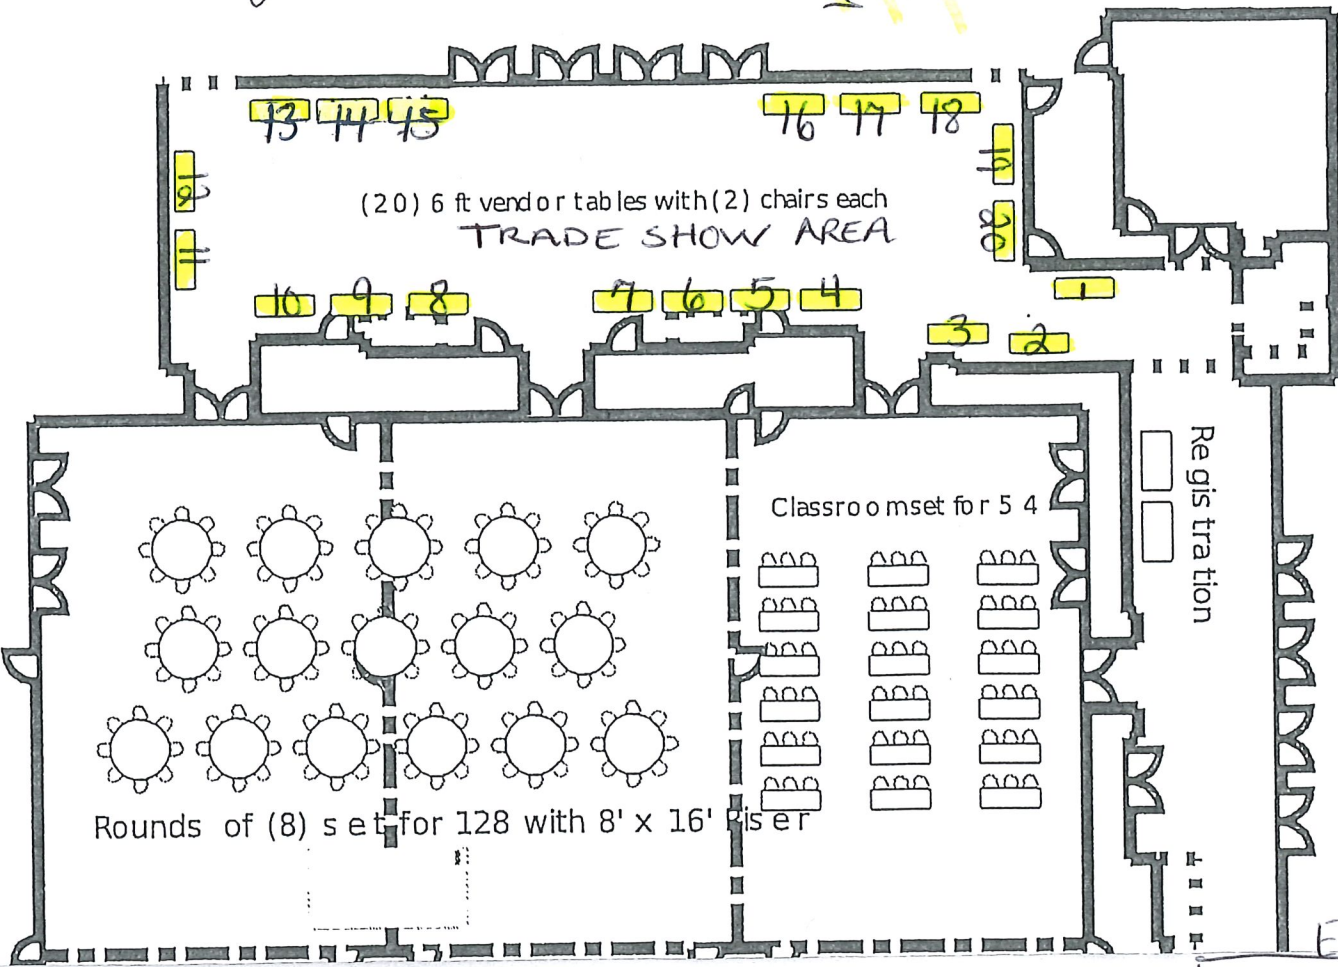 13 14 15 16 17 18
12 19
(20) 6 ft vendor tables with (2) chairs each
TRADE SHOW AREA
11 20
10 9 8 7 6 5 4 1
3 2
Registration
Classroom set for 54
Rounds of (8) set for 128 with 8' x 16' Riser
E